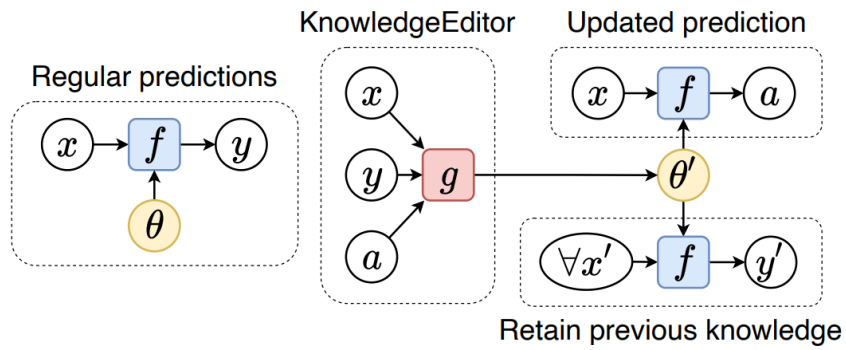 KnowledgeEditor
Updated prediction
Regular predictions
x
f
y
θ
x
y
a
g
x
f
a
θ′
∀x′
f
y′
Retain previous knowledge